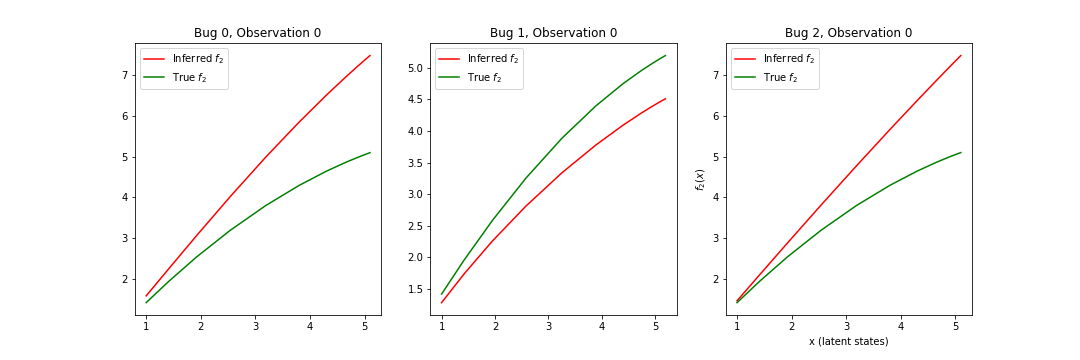 Bug 0, Observation 0
Inferred f₂
True f₂
7
6
5
4
3
2
1 2 3 4 5
Bug 1, Observation 0
Inferred f₂
True f₂
5.0
4.5
4.0
3.5
3.0
2.5
2.0
1.5
1 2 3 4 5
Bug 2, Observation 0
Inferred f₂
True f₂
f₂(x)
7
6
5
4
3
2
1 2 3 4 5
x (latent states)